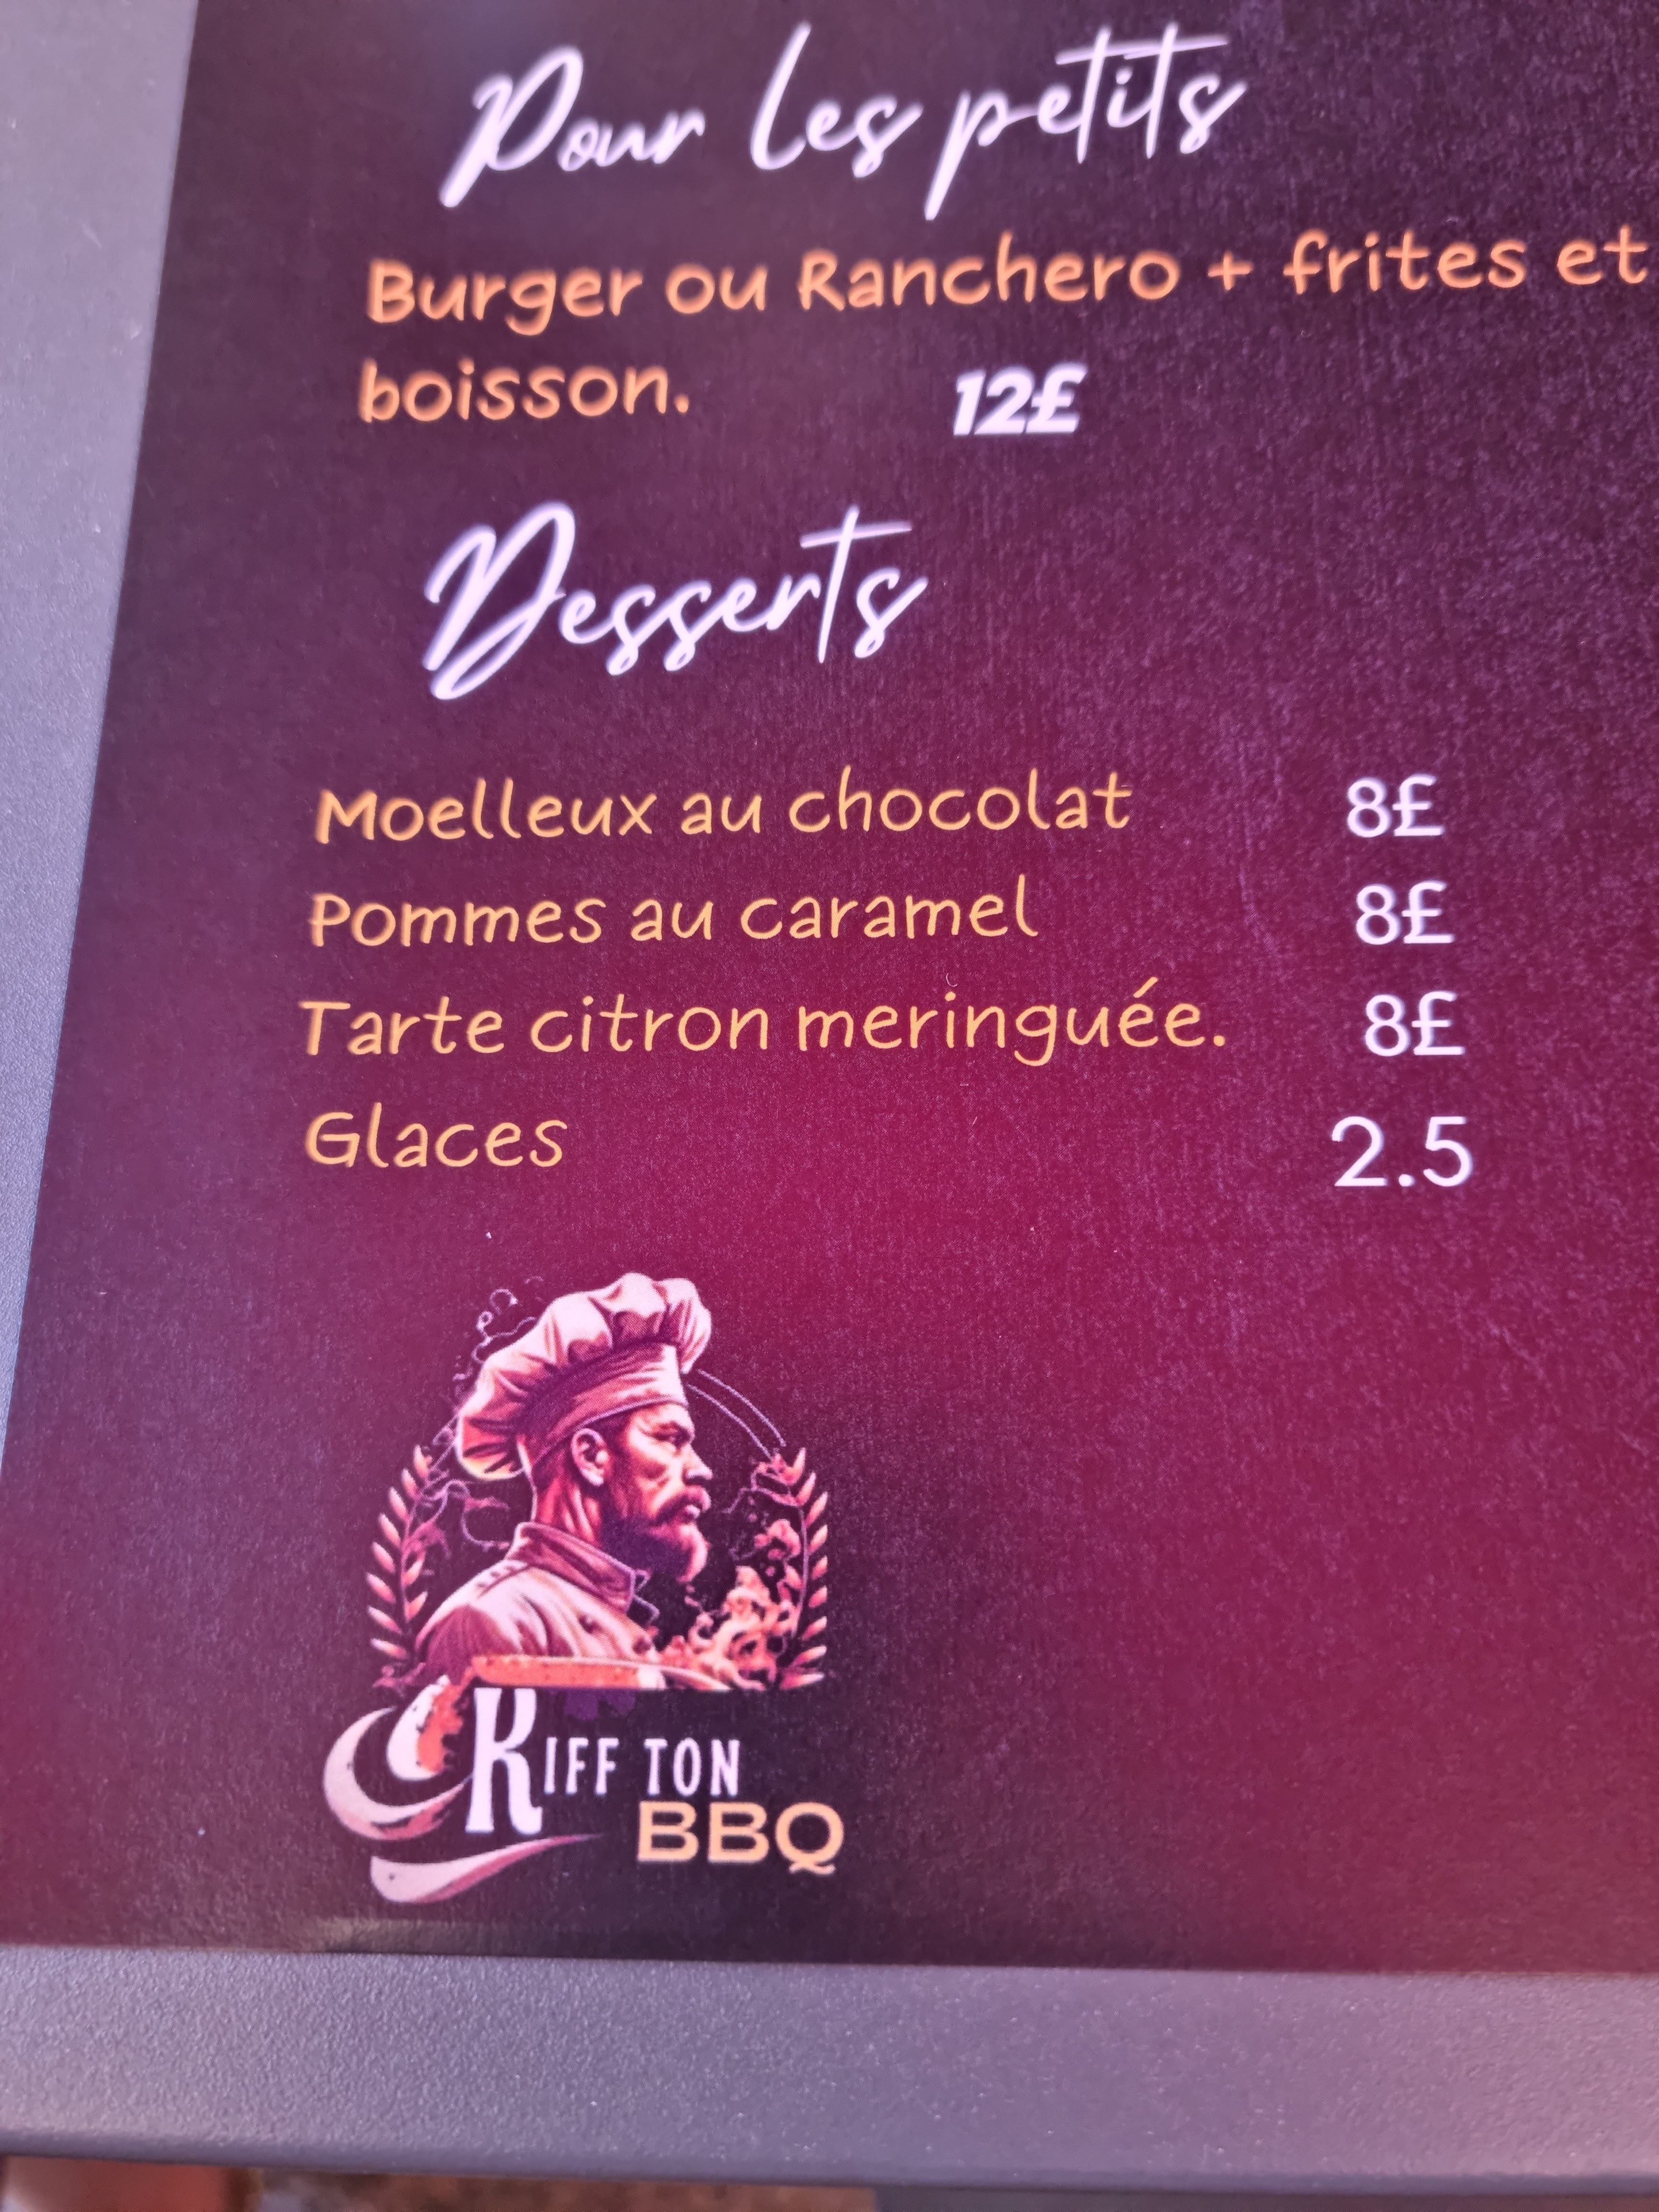 Pour les petits
Burger ou Ranchero + frites et
boisson. 12£
Desserts
Moelleux au chocolat 8£
Pommes au caramel 8£
Tarte citron meringuée. 8£
Glaces 2.5
KIFF TON
BBQ